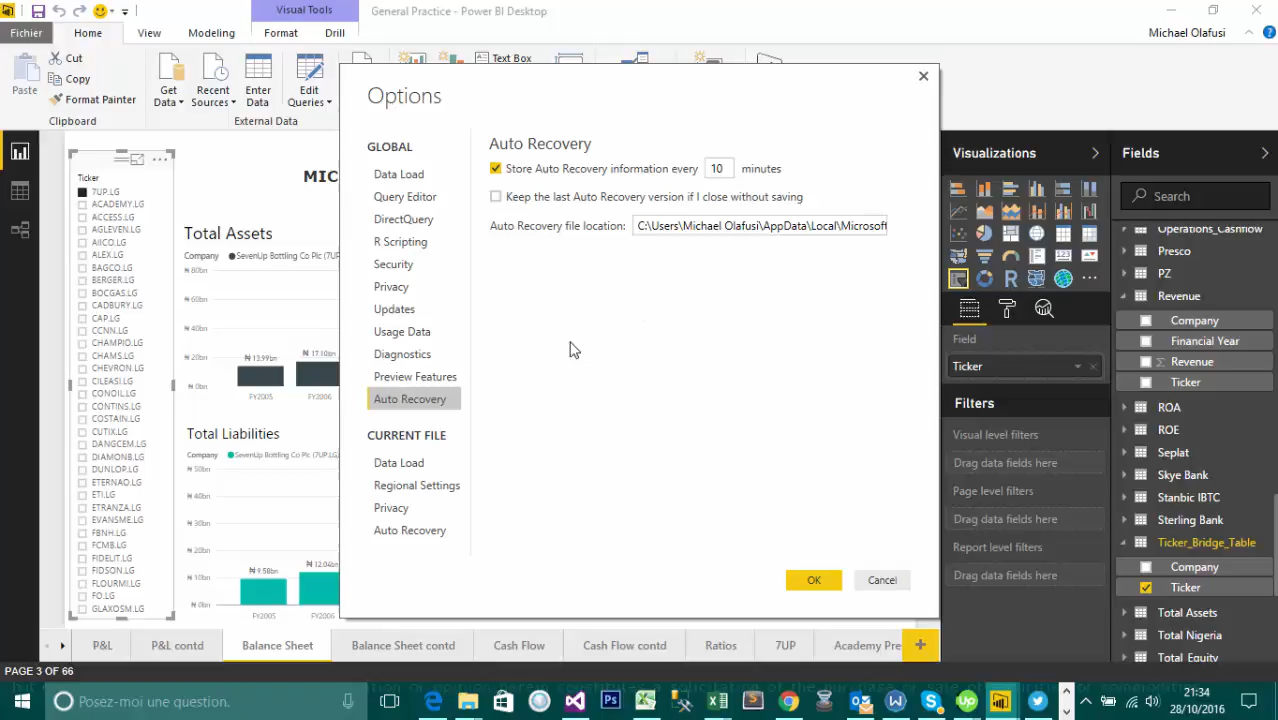 Visual Tools
General Practice - Power BI Desktop
Fichier
Home
View
Modeling
Format
Drill
Michael Olafusi
Paste
Cut
Copy
Format Painter
Clipboard
Get Data
Recent Sources
Enter Data
Edit Queries
External Data
Text Box
Options
GLOBAL
Data Load
Query Editor
DirectQuery
R Scripting
Security
Privacy
Updates
Usage Data
Diagnostics
Preview Features
Auto Recovery
CURRENT FILE
Data Load
Regional Settings
Privacy
Auto Recovery
Auto Recovery
Store Auto Recovery information every 10 minutes
Keep the last Auto Recovery version if I close without saving
Auto Recovery file location: C:\Users\Michael Olafusi\AppData\Local\Microsoft
OK
Cancel
Ticker
7UP.LG
ACADEMY.LG
ACCESS.LG
AGLEVEN.LG
AIICO.LG
ALEX.LG
BAGCO.LG
BERGER.LG
BOCGAS.LG
CADBURY.LG
CAP.LG
CCNN.LG
CHAMPIO.LG
CHAMS.LG
CHEVRON.LG
CILEASI.LG
CONOIL.LG
CONTINS.LG
COSTAIN.LG
CUTIX.LG
DANGCEM.LG
DIAMONB.LG
DUNLOP.LG
ETERNAO.LG
ETI.LG
ETRANZA.LG
EVANSME.LG
FBNH.LG
FCMB.LG
FIDELIT.LG
FIDSON.LG
FLOURMI.LG
FO.LG
GLAXOSM.LG
MIC
Total Assets
Company SevenUp Bottling Co Plc (7UP
₦80bn
₦60bn
₦40bn
₦20bn
₦0bn
₦13.99bn
₦17.10bn
FY2005
FY2006
Total Liabilities
Company SevenUp Bottling Co Plc (7UP.LG
₦50bn
₦40bn
₦30bn
₦20bn
₦10bn
₦0bn
₦9.58bn
₦12.04bn
FY2005
FY2006
Visualizations
Field
Ticker
Filters
Visual level filters
Drag data fields here
Page level filters
Drag data fields here
Report level filters
Drag data fields here
Fields
Search
Operations_Cashflow
Presco
PZ
Revenue
Company
Financial Year
Σ Revenue
Ticker
ROA
ROE
Seplat
Skye Bank
Stanbic IBTC
Sterling Bank
Ticker_Bridge_Table
Company
Ticker
Total Assets
Total Nigeria
Total Equity
P&L
P&L contd
Balance Sheet
Balance Sheet contd
Cash Flow
Cash Flow contd
Ratios
7UP
Academy Pre
PAGE 3 OF 66
Posez-moi une question.
21:34
28/10/2016